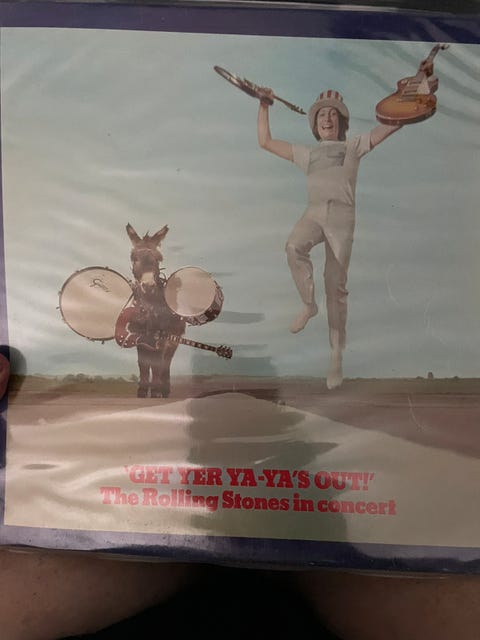 'GET YER YA-YA'S OUT!'
The Rolling Stones in concert